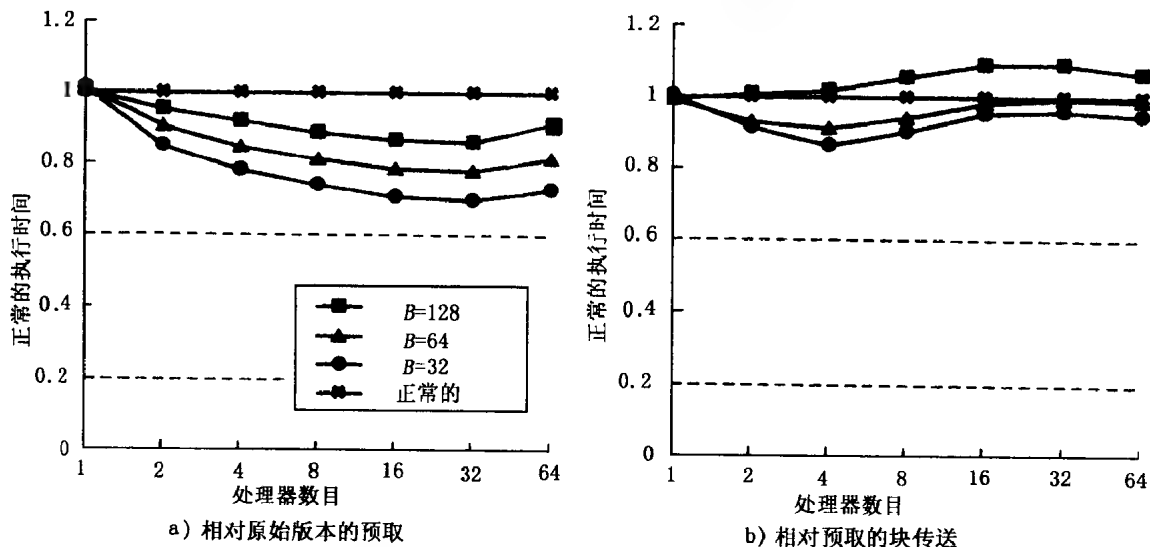 1.2
1
0.8
0.6
0.4
0.2
0
正常的执行时间
B=128
B=64
B=32
正常的
1 2 4 8 16 32 64
处理器数目
a) 相对原始版本的预取
1.2
1
0.8
0.6
0.4
0.2
0
正常的执行时间
1 2 4 8 16 32 64
处理器数目
b) 相对预取的块传送